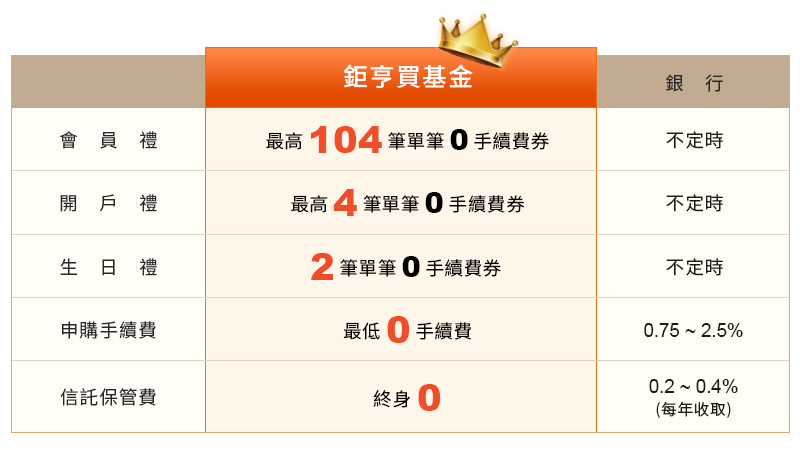 鉅亨買基金
銀 行
會 員 禮
最高 104 筆單筆 0 手續費券
不定時
開 戶 禮
最高 4 筆單筆 0 手續費券
不定時
生 日 禮
2 筆單筆 0 手續費券
不定時
申購手續費
最低 0 手續費
0.75 ~ 2.5%
信託保管費
終身 0
0.2 ~ 0.4%
(每年收取)